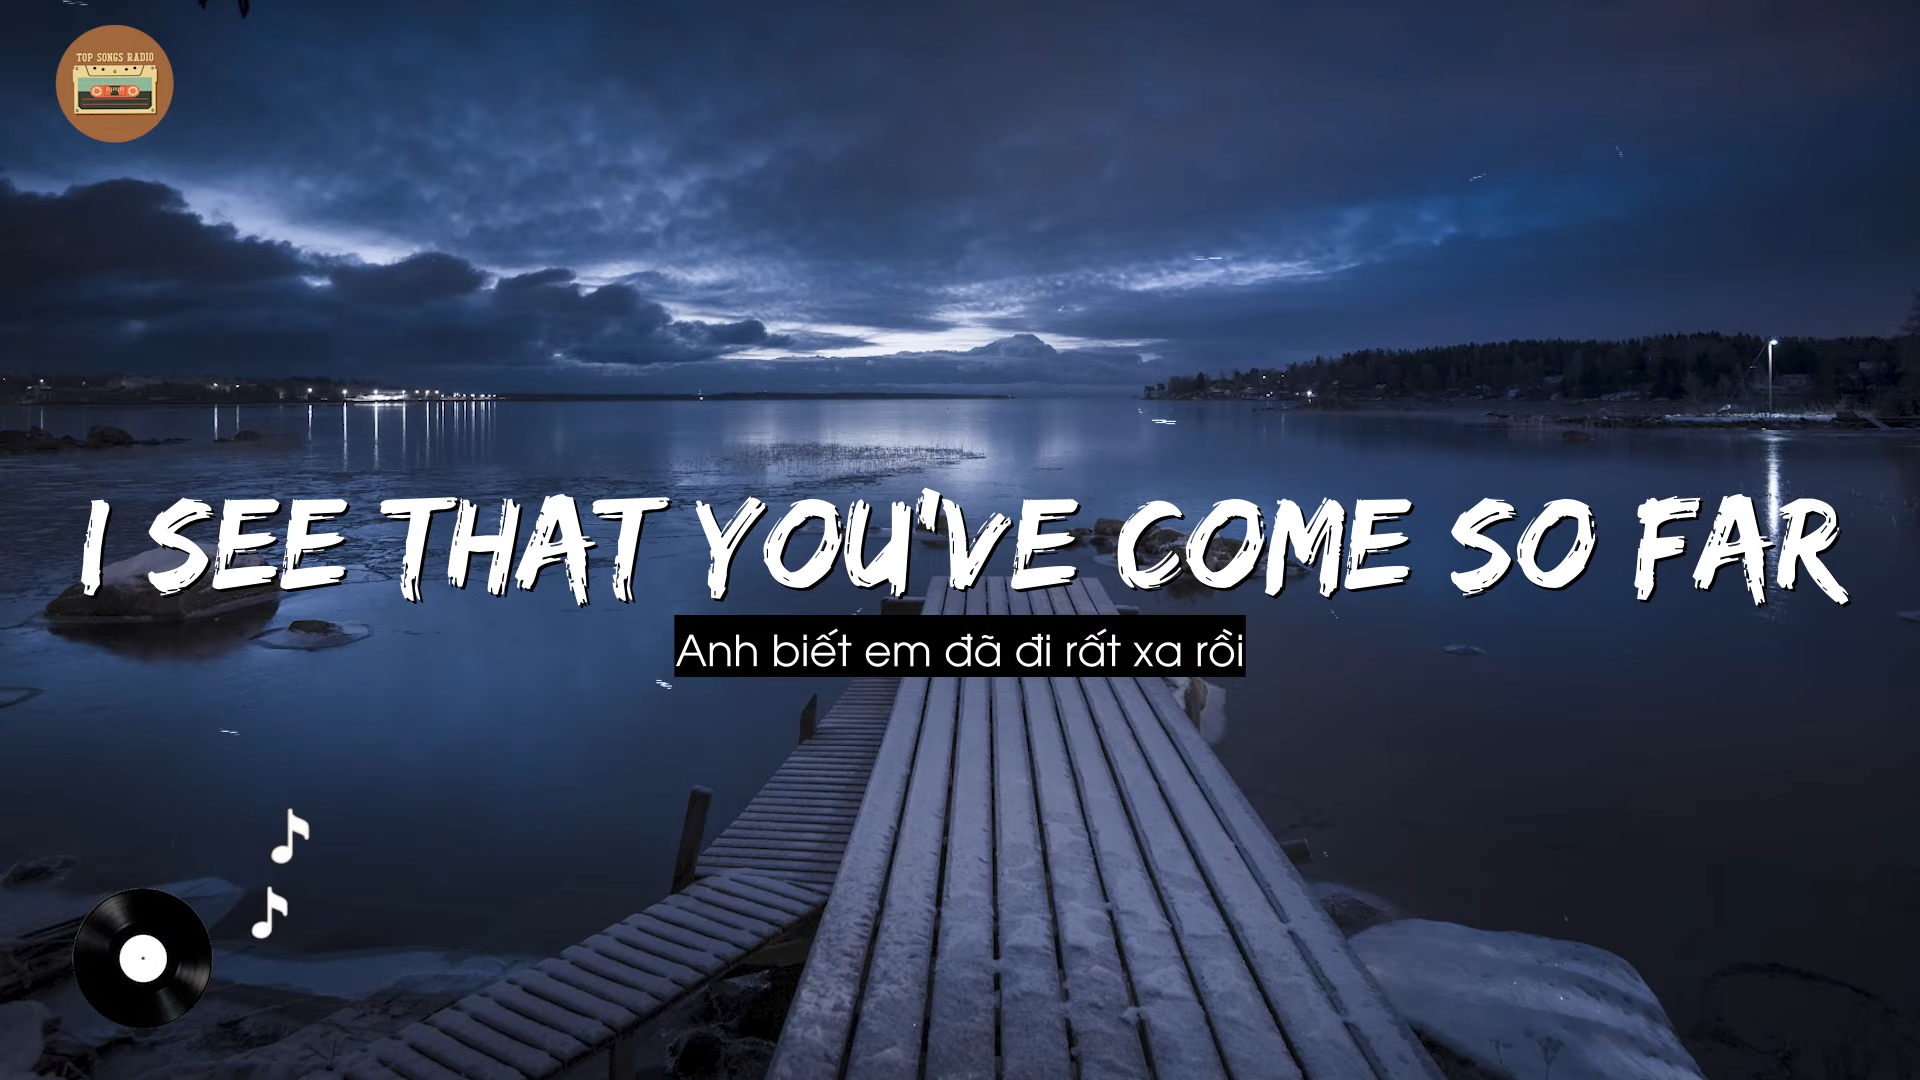 TOP SONGS RADIO
I SEE THAT YOU'VE COME SO FAR
Anh biết em đã đi rất xa rồi